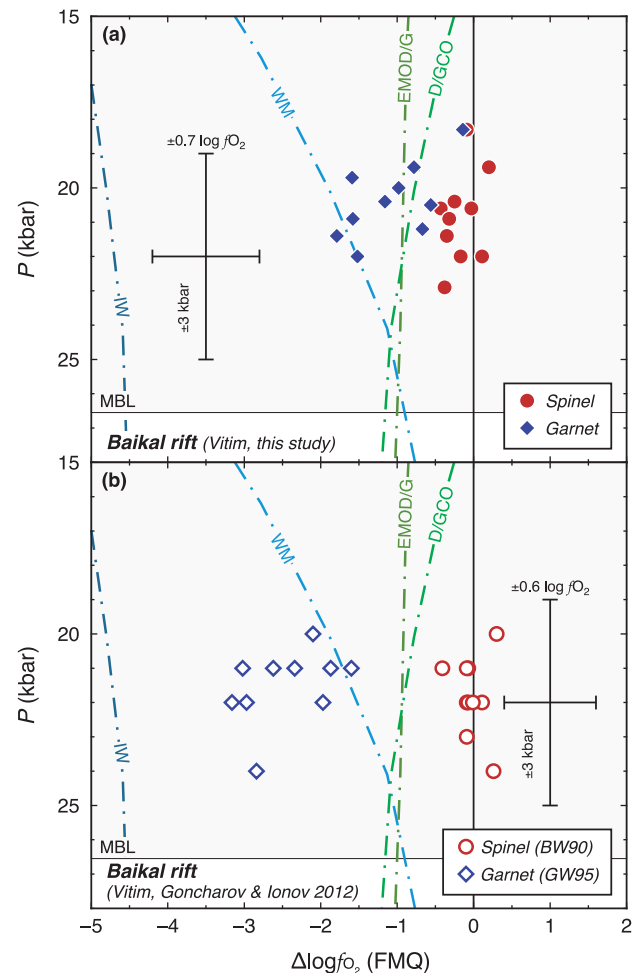 15
(a)
WM
EMOD/G
D/GCO
±0.7 log fO₂
20
P (kbar)
±3 kbar
IW
25
MBL
Spinel
Garnet
Baikal rift (Vitim, this study)
15
(b)
WM
EMOD/G
D/GCO
±0.6 log fO₂
20
P (kbar)
±3 kbar
IW
25
MBL
Spinel (BW90)
Garnet (GW95)
Baikal rift
(Vitim, Goncharov & Ionov 2012)
−5 −4 −3 −2 −1 0 1 2
Δlogfo₂ (FMQ)